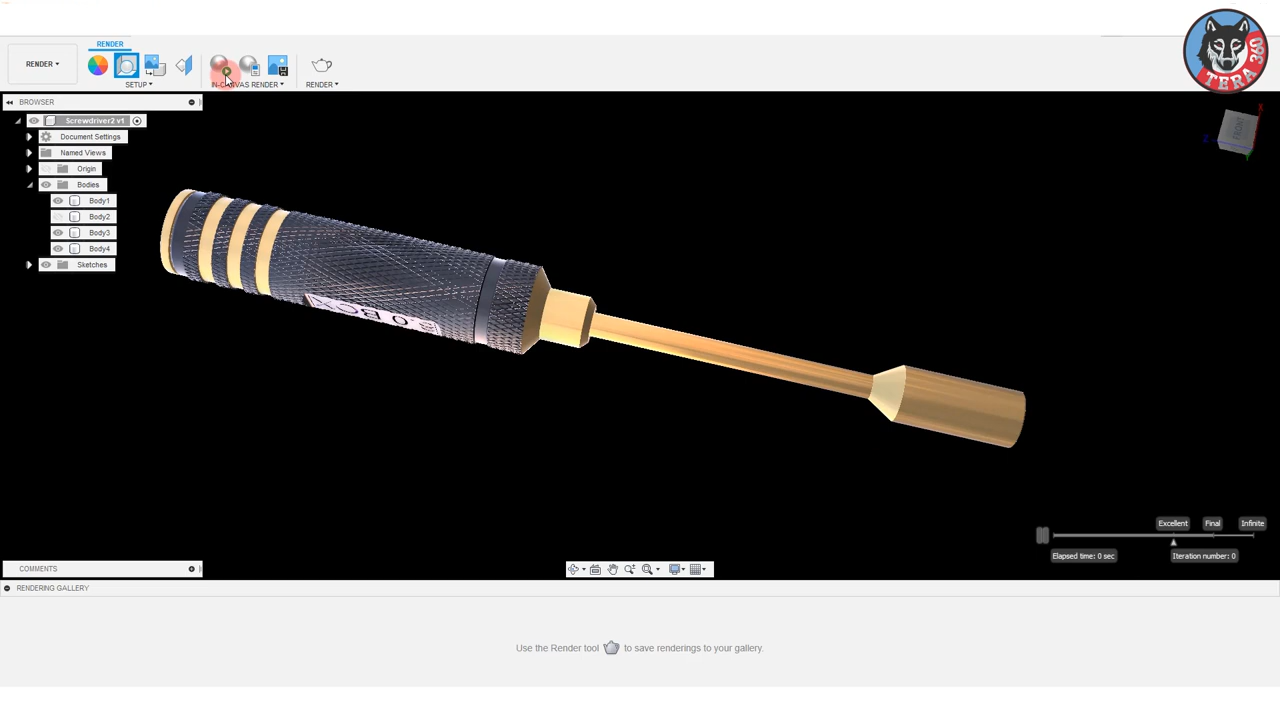 RENDER
RENDER ▾
SETUP ▾
IN-CANVAS RENDER ▾
RENDER ▾
TERA 360
BROWSER
Screwdriver2 v1
Document Settings
Named Views
Origin
Bodies
Body1
Body2
Body3
Body4
Sketches
FRONT
X
Z
Y
Excellent
Final
Infinite
Elapsed time: 0 sec
Iteration number: 0
COMMENTS
RENDERING GALLERY
Use the Render tool to save renderings to your gallery.